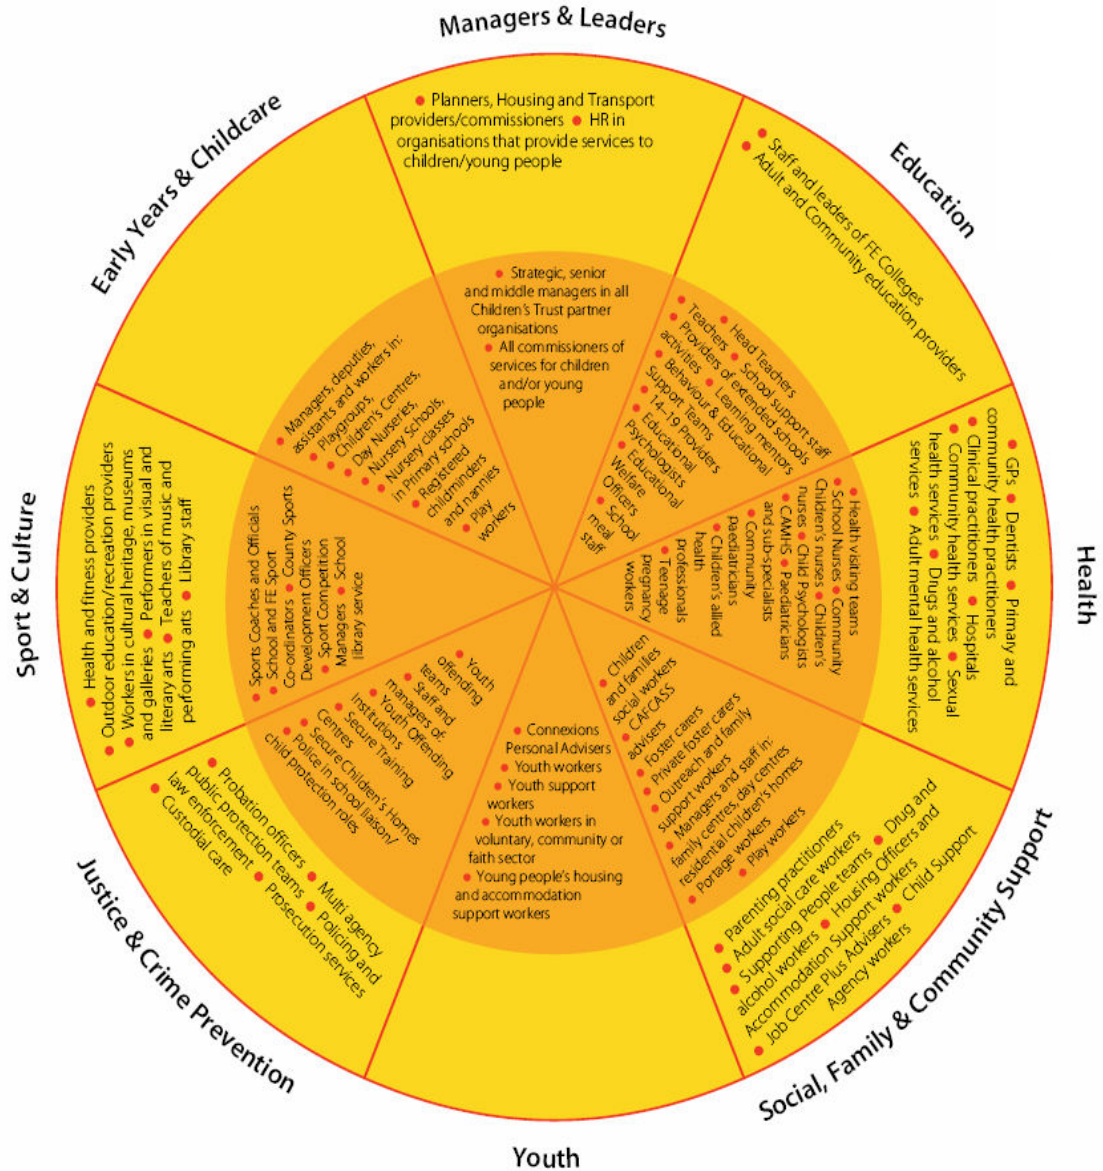 Managers & Leaders
• Planners, Housing and Transport
providers/commissioners • HR in
organisations that provide services to
children/young people
• Strategic, senior
and middle managers in all
Children's Trust partner
organisations
• All commissioners of
services for children
and/or young
people
Education
• Staff and leaders of FE Colleges
• Adult and Community education providers
• Head Teachers
• Teachers • School support staff
• Providers of extended schools
activities • Learning mentors
• Behaviour & Educational
Support Teams
• 14–19 Providers
• Educational
Psychologists
• Educational
Welfare
Officers
• School
meal
staff
Health
• GPs • Dentists • Primary and
community health practitioners
• Clinical practitioners • Hospitals
• Community health services • Sexual
health services • Drugs and alcohol
services • Adult mental health services
• Health visiting teams
• School Nurses • Community
Children's nurses • Children's
nurses • Child Psychologists
• CAMHS • Paediatricians
and sub-specialists
• Community
paediatricians
• Children's allied
health
professionals
• Teenage
pregnancy
workers
Social, Family & Community Support
• Children
and families
social workers
• CAFCASS
advisers
• Foster carers
• Private foster carers
• Outreach and family
support workers
• Managers and staff in:
family centres, day centres
residential children's homes
• Portage workers
• Play workers
• Parenting practitioners
• Adult social care workers
• Supporting People teams • Drug and
alcohol workers • Housing Officers and
Accommodation Support workers
• Job Centre Plus Advisers • Child Support
Agency workers
Youth
• Connexions
Personal Advisers
• Youth workers
• Youth support
workers
• Youth workers in
voluntary, community or
faith sector
• Young people's housing
and accommodation
support workers
Justice & Crime Prevention
• Youth
offending
teams
• Staff and
managers of:
• Youth Offending
Institutions
• Secure Training
Centres
• Secure Children's Homes
• Police in school liaison/
child protection roles
• Probation officers • Multi agency
public protection teams • Policing and
law enforcement • Prosecution services
• Custodial care
Sport & Culture
• Health and fitness providers
• Outdoor education/recreation providers
• Workers in cultural heritage, museums
and galleries • Performers in visual and
literary arts • Teachers of music and
performing arts • Library staff
• Sports Coaches and Officials
• School and FE Sport
Co-ordinators • County Sports
Development Officers
• Sport Competition
Managers • School
library service
Early Years & Childcare
• Managers, deputies,
assistants and workers in:
• Playgroups,
• Children's Centres,
• Day Nurseries,
• Nursery Schools,
• Nursery classes
in Primary schools
• Registered
childminders
and nannies
• Play
workers